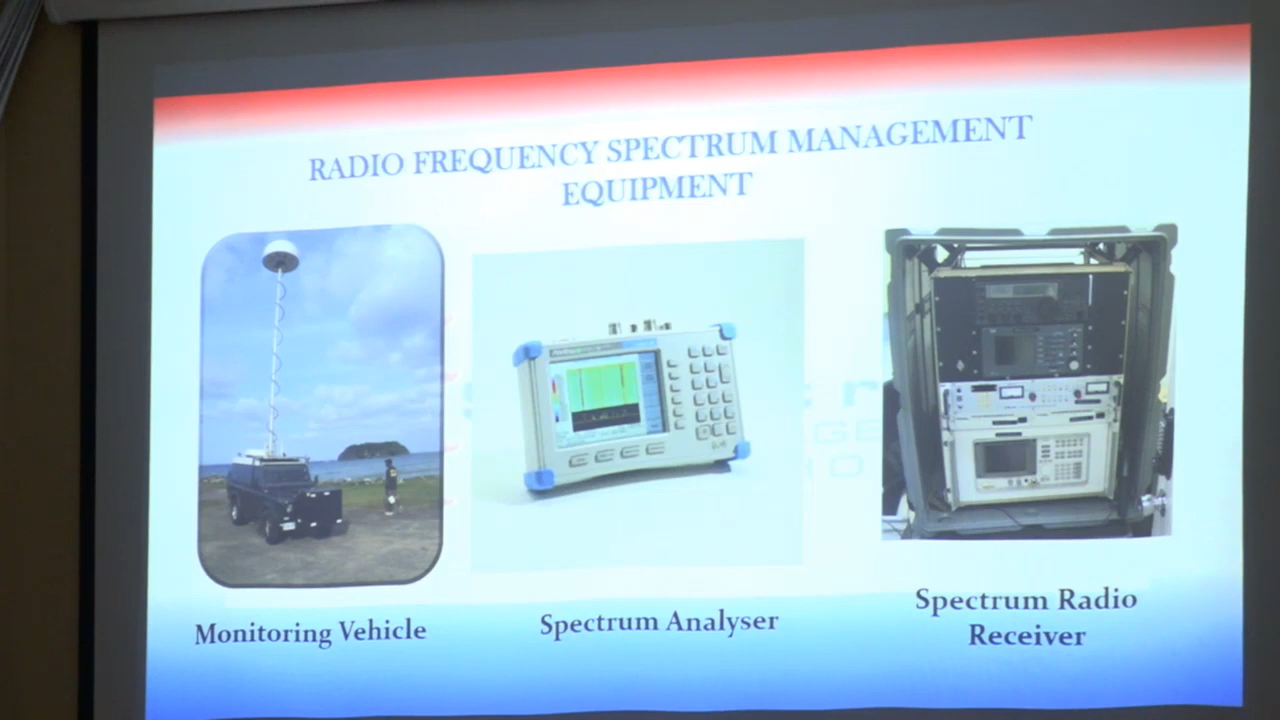 RADIO FREQUENCY SPECTRUM MANAGEMENT
EQUIPMENT
Monitoring Vehicle
Spectrum Analyser
Spectrum Radio
Receiver